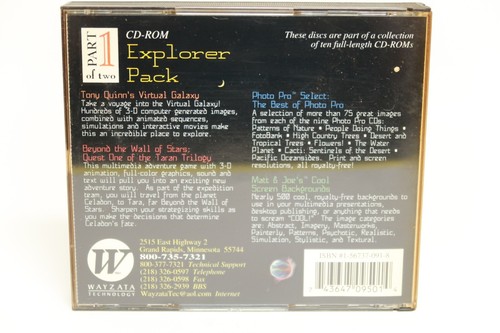 PART 1 of two
CD-ROM
Explorer
Pack
These discs are part of a collection
of ten full-length CD-ROMs
Tony Quinn's Virtual Galaxy
Take a voyage into the Virtual Galaxy!
Hundreds of 3-D computer generated images,
combined with animated sequences,
simulations and interactive movies make
this an incredible place to explore.
Beyond the Wall of Stars:
Quest One of the Taran Trilogy
This multimedia adventure game with 3-D
animation, full-color graphics, sound and
text will pull you into an exciting new
adventure story. As part of the expedition
team, you will travel from the planet
Celadon, to Tara, far Beyond the Wall of
Stars. Sharpen your strategizing skills as
you make the decisions that determine
Celadon's fate.
Photo Pro™ Select:
The Best of Photo Pro
A selection of more than 75 great images
from each of the nine Photo Pro CDs:
Patterns of Nature • People Doing Things •
FotoBank • High Country Trees • Desert and
Tropical Trees • Flowers! • The Water
Planet • Cacti: Sentinels of the Desert •
Pacific Oceansides. Print and screen
resolutions, all royalty-free!
Matt & Joe's™ Cool
Screen Backgrounds
Nearly 500 cool, royalty-free backgrounds to
use in your multimedia presentations,
desktop publishing, or anything that needs
to scream "COOL!" The image categories
are: Abstract, Imagery, Masterworks,
Painterly, Patterns, Psychotic, Realistic,
Simulation, Stylistic, and Textural.
W
WAYZATA
TECHNOLOGY
2515 East Highway 2
Grand Rapids, Minnesota 55744
800-735-7321
800-377-7321 Technical Support
(218) 326-0597 Telephone
(218) 326-0598 Fax
(218) 326-2939 BBS
WayzataTec@aol.com Internet